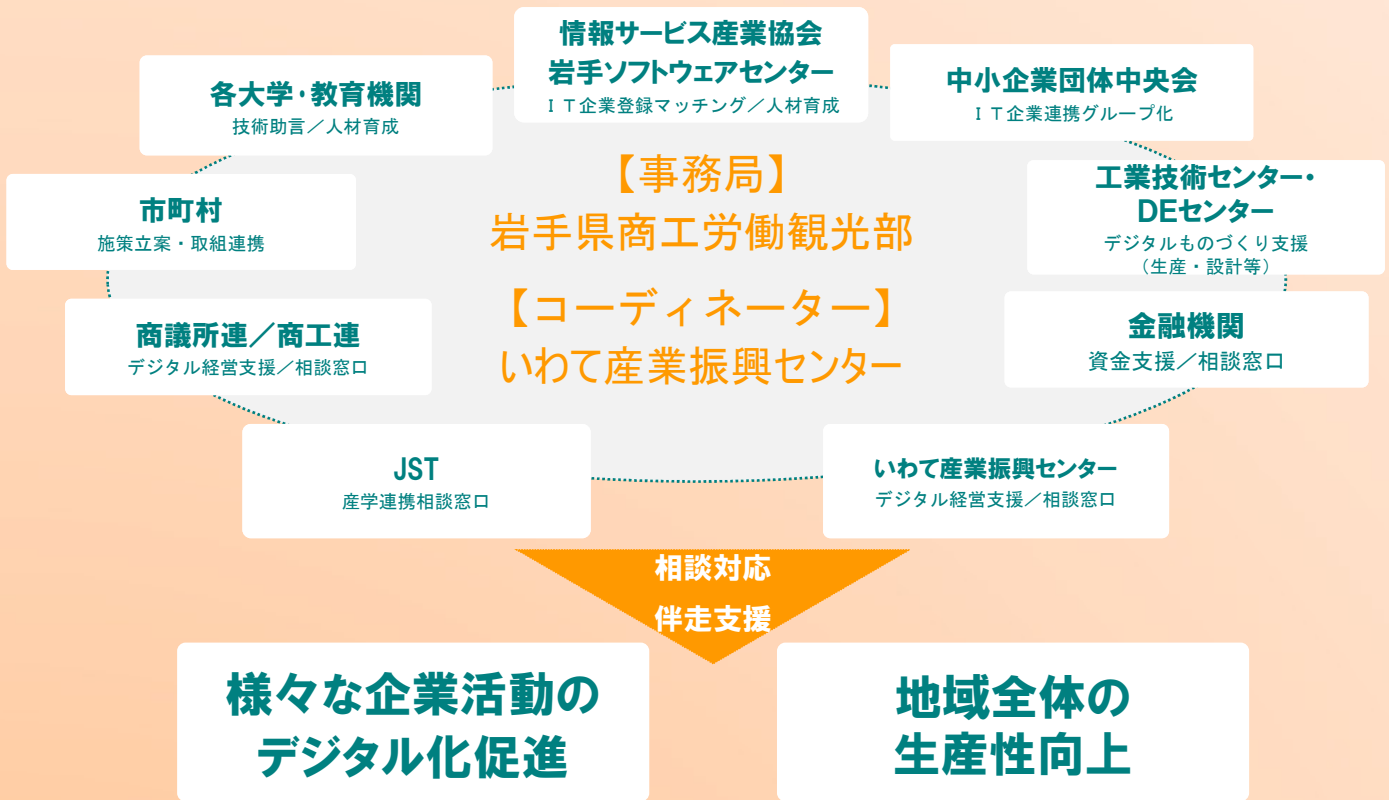 情報サービス産業協会
岩手ソフトウェアセンター
ＩＴ企業登録マッチング／人材育成
各大学・教育機関
技術助言／人材育成
中小企業団体中央会
ＩＴ企業連携グループ化
市町村
施策立案・取組連携
【事務局】
岩手県商工労働観光部
【コーディネーター】
いわて産業振興センター
工業技術センター・
DEセンター
デジタルものづくり支援
（生産・設計等）
商議所連／商工連
デジタル経営支援／相談窓口
金融機関
資金支援／相談窓口
JST
産学連携相談窓口
いわて産業振興センター
デジタル経営支援／相談窓口
相談対応
伴走支援
様々な企業活動の
デジタル化促進
地域全体の
生産性向上